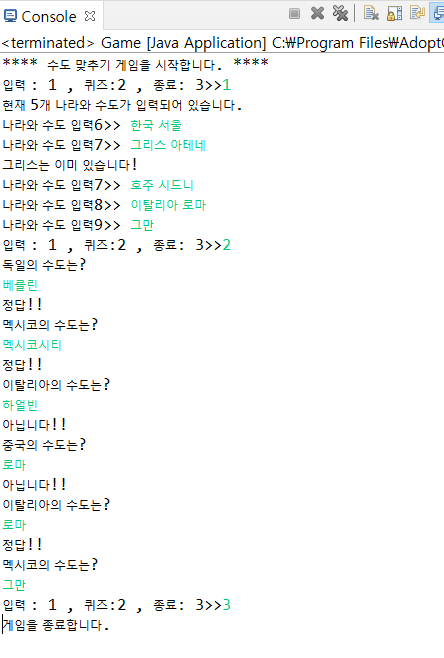 Console
<terminated> Game [Java Application] C:₩Program Files₩Adopt
**** 수도 맞추기 게임을 시작합니다. ****
입력 : 1 , 퀴즈:2 , 종료: 3>>1
현재 5개 나라와 수도가 입력되어 있습니다.
나라와 수도 입력6>> 한국 서울
나라와 수도 입력7>> 그리스 아테네
그리스는 이미 있습니다!
나라와 수도 입력7>> 호주 시드니
나라와 수도 입력8>> 이탈리아 로마
나라와 수도 입력9>> 그만
입력 : 1 , 퀴즈:2 , 종료: 3>>2
독일의 수도는?
베를린
정답!!
멕시코의 수도는?
멕시코시티
정답!!
이탈리아의 수도는?
하얼빈
아닙니다!!
중국의 수도는?
로마
아닙니다!!
이탈리아의 수도는?
로마
정답!!
멕시코의 수도는?
그만
입력 : 1 , 퀴즈:2 , 종료: 3>>3
게임을 종료합니다.